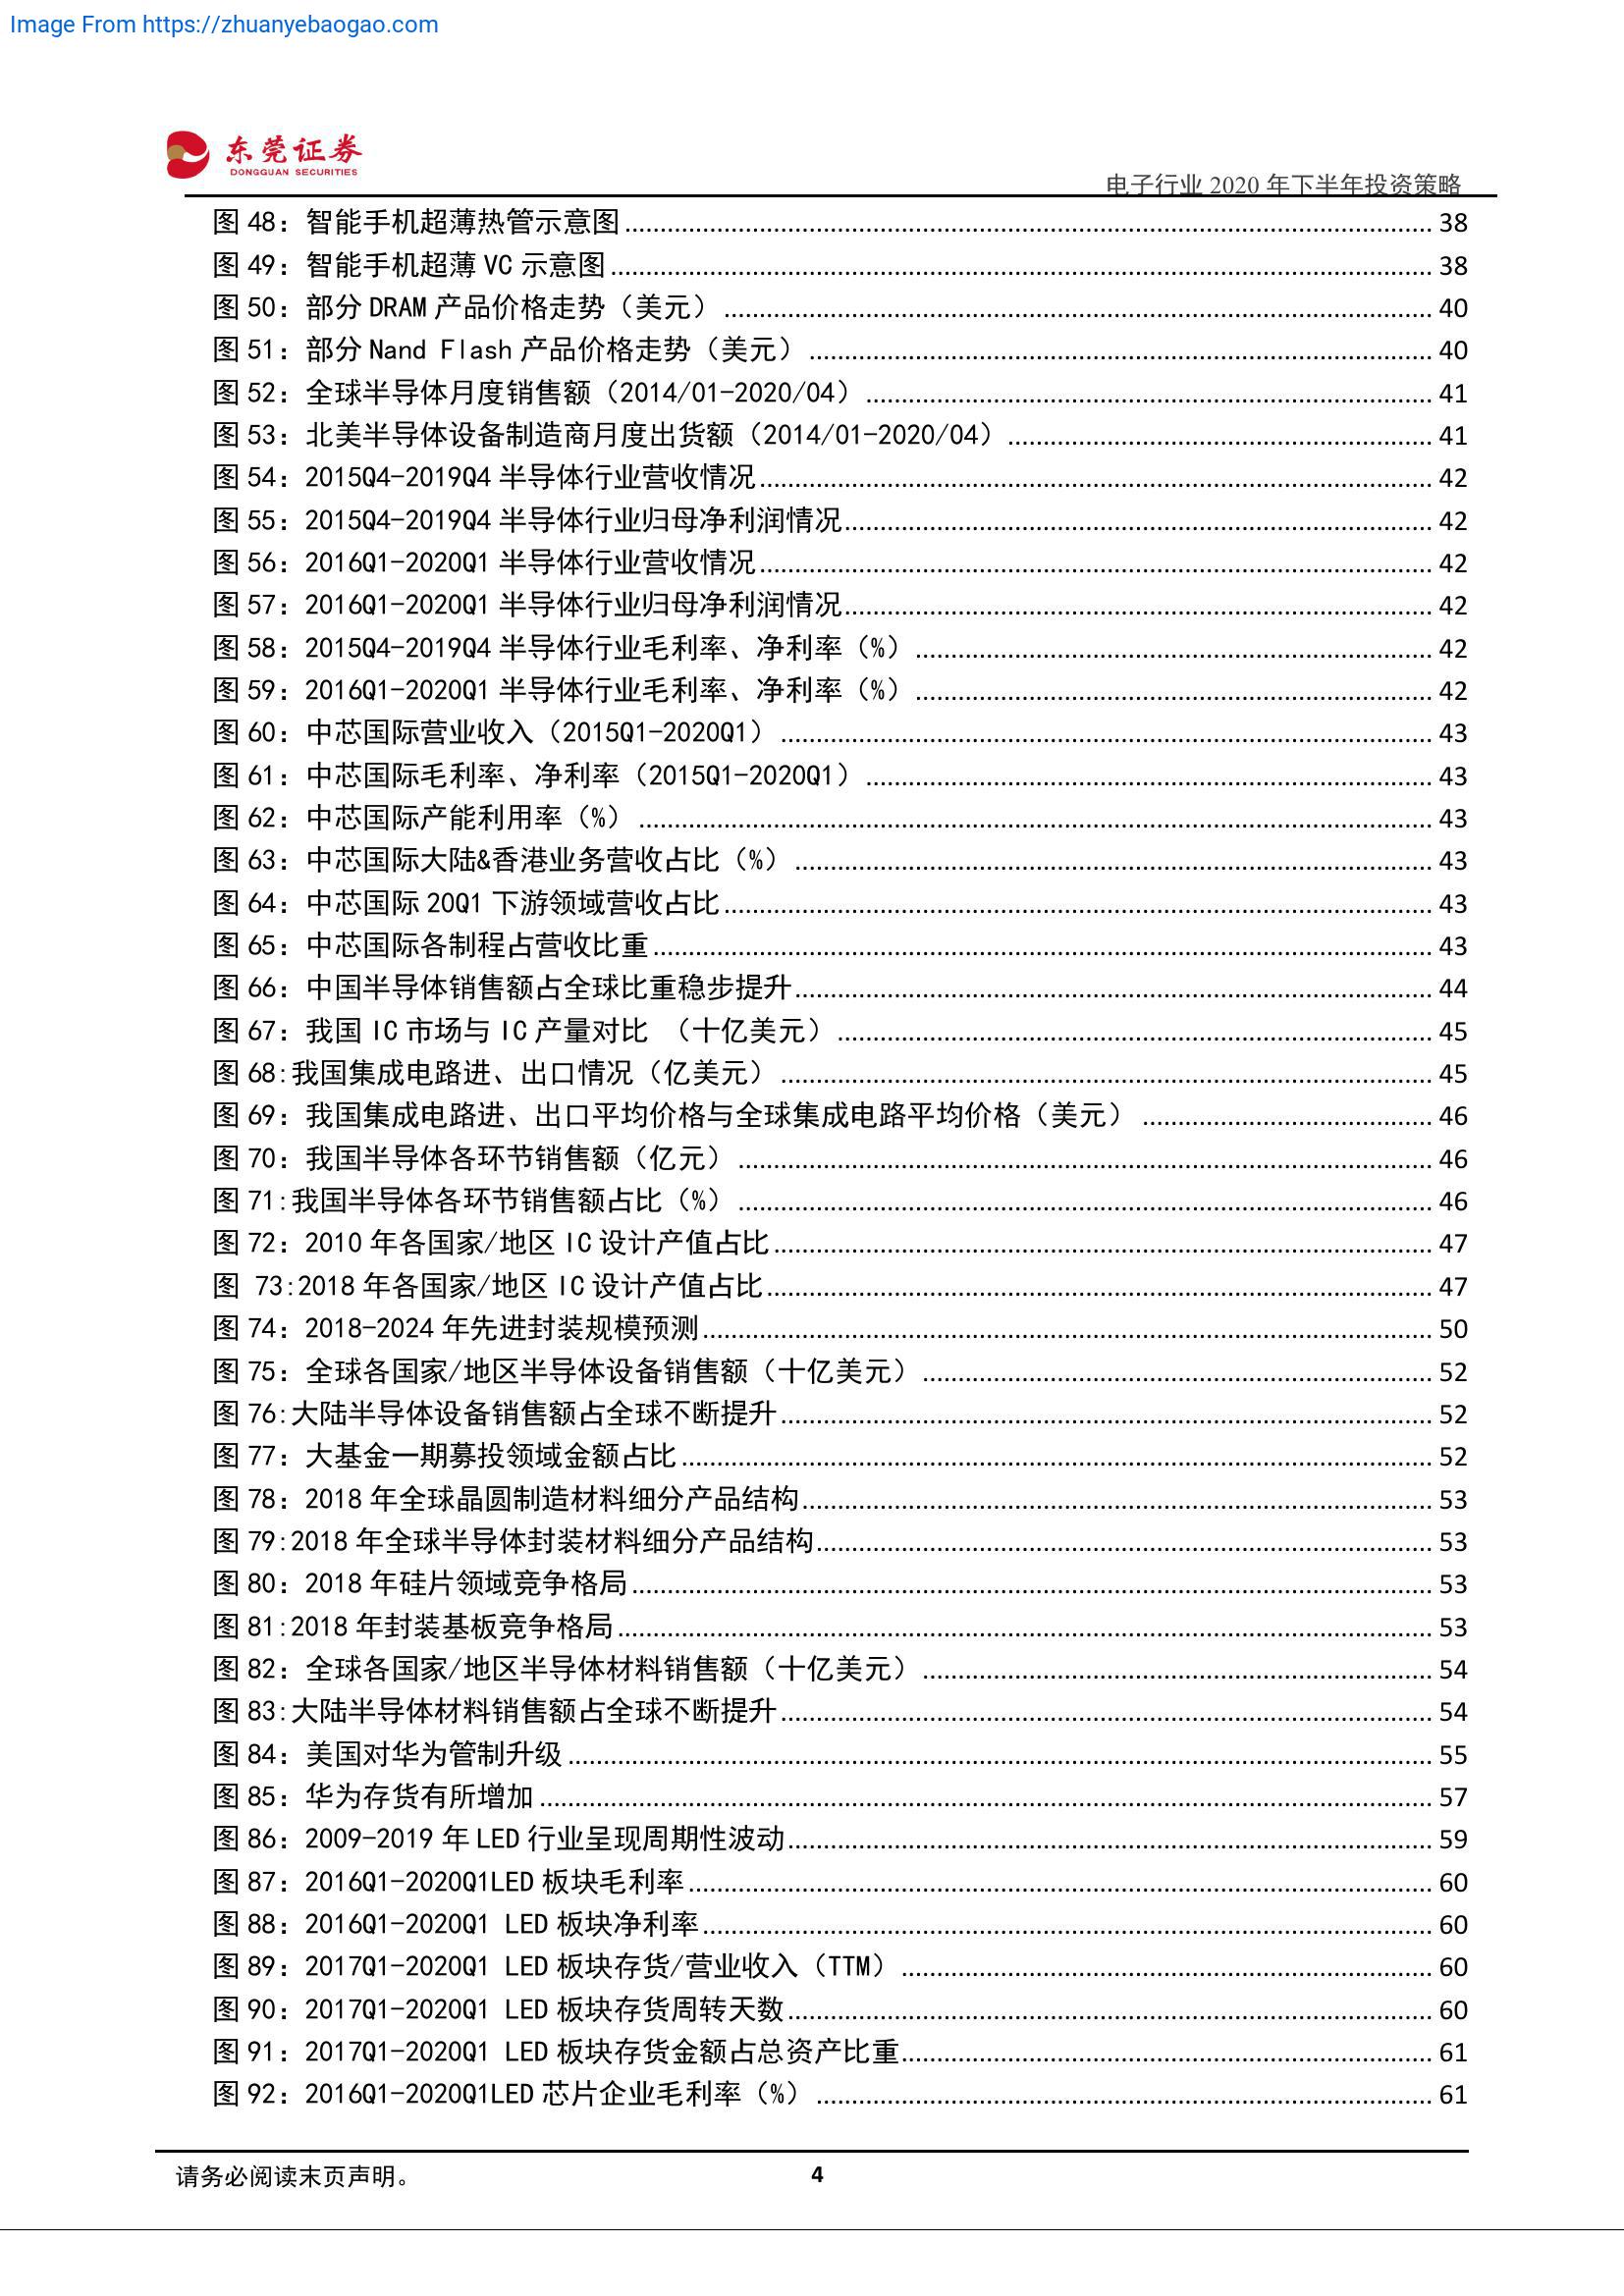 Image From https://zhuanyebaogao.com
东莞证券
DONGGUAN SECURITIES
电子行业 2020 年下半年投资策略
图 48：智能手机超薄热管示意图 38
图 49：智能手机超薄 VC 示意图 38
图 50：部分 DRAM 产品价格走势（美元） 40
图 51：部分 Nand Flash 产品价格走势（美元） 40
图 52：全球半导体月度销售额（2014/01-2020/04） 41
图 53：北美半导体设备制造商月度出货额（2014/01-2020/04） 41
图 54：2015Q4-2019Q4 半导体行业营收情况 42
图 55：2015Q4-2019Q4 半导体行业归母净利润情况 42
图 56：2016Q1-2020Q1 半导体行业营收情况 42
图 57：2016Q1-2020Q1 半导体行业归母净利润情况 42
图 58：2015Q4-2019Q4 半导体行业毛利率、净利率（%） 42
图 59：2016Q1-2020Q1 半导体行业毛利率、净利率（%） 42
图 60：中芯国际营业收入（2015Q1-2020Q1） 43
图 61：中芯国际毛利率、净利率（2015Q1-2020Q1） 43
图 62：中芯国际产能利用率（%） 43
图 63：中芯国际大陆&香港业务营收占比（%） 43
图 64：中芯国际 20Q1 下游领域营收占比 43
图 65：中芯国际各制程占营收比重 43
图 66：中国半导体销售额占全球比重稳步提升 44
图 67：我国 IC 市场与 IC 产量对比 （十亿美元） 45
图 68:我国集成电路进、出口情况（亿美元） 45
图 69：我国集成电路进、出口平均价格与全球集成电路平均价格（美元） 46
图 70：我国半导体各环节销售额（亿元） 46
图 71:我国半导体各环节销售额占比（%） 46
图 72：2010 年各国家/地区 IC 设计产值占比 47
图 73:2018 年各国家/地区 IC 设计产值占比 47
图 74：2018-2024 年先进封装规模预测 50
图 75：全球各国家/地区半导体设备销售额（十亿美元） 52
图 76:大陆半导体设备销售额占全球不断提升 52
图 77：大基金一期募投领域金额占比 52
图 78：2018 年全球晶圆制造材料细分产品结构 53
图 79:2018 年全球半导体封装材料细分产品结构 53
图 80：2018 年硅片领域竞争格局 53
图 81:2018 年封装基板竞争格局 53
图 82：全球各国家/地区半导体材料销售额（十亿美元） 54
图 83:大陆半导体材料销售额占全球不断提升 54
图 84：美国对华为管制升级 55
图 85：华为存货有所增加 57
图 86：2009-2019 年 LED 行业呈现周期性波动 59
图 87：2016Q1-2020Q1LED 板块毛利率 60
图 88：2016Q1-2020Q1 LED 板块净利率 60
图 89：2017Q1-2020Q1 LED 板块存货/营业收入（TTM） 60
图 90：2017Q1-2020Q1 LED 板块存货周转天数 60
图 91：2017Q1-2020Q1 LED 板块存货金额占总资产比重 61
图 92：2016Q1-2020Q1LED 芯片企业毛利率（%） 61
请务必阅读末页声明。
4